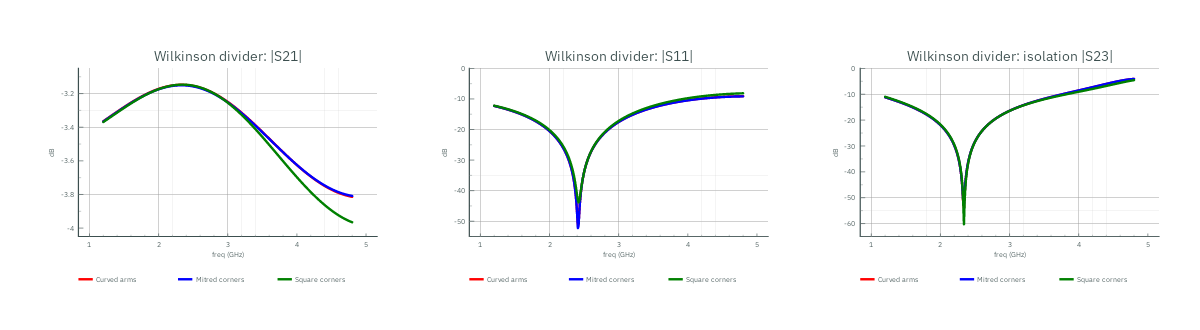 Wilkinson divider: |S21|
-3.2
-3.4
-3.6
-3.8
-4
dB
1 2 3 4 5
freq (GHz)
Curved arms Mitred corners Square corners
Wilkinson divider: |S11|
0
-10
-20
-30
-40
-50
dB
1 2 3 4 5
freq (GHz)
Curved arms Mitred corners Square corners
Wilkinson divider: isolation |S23|
0
-10
-20
-30
-40
-50
-60
dB
1 2 3 4 5
freq (GHz)
Curved arms Mitred corners Square corners